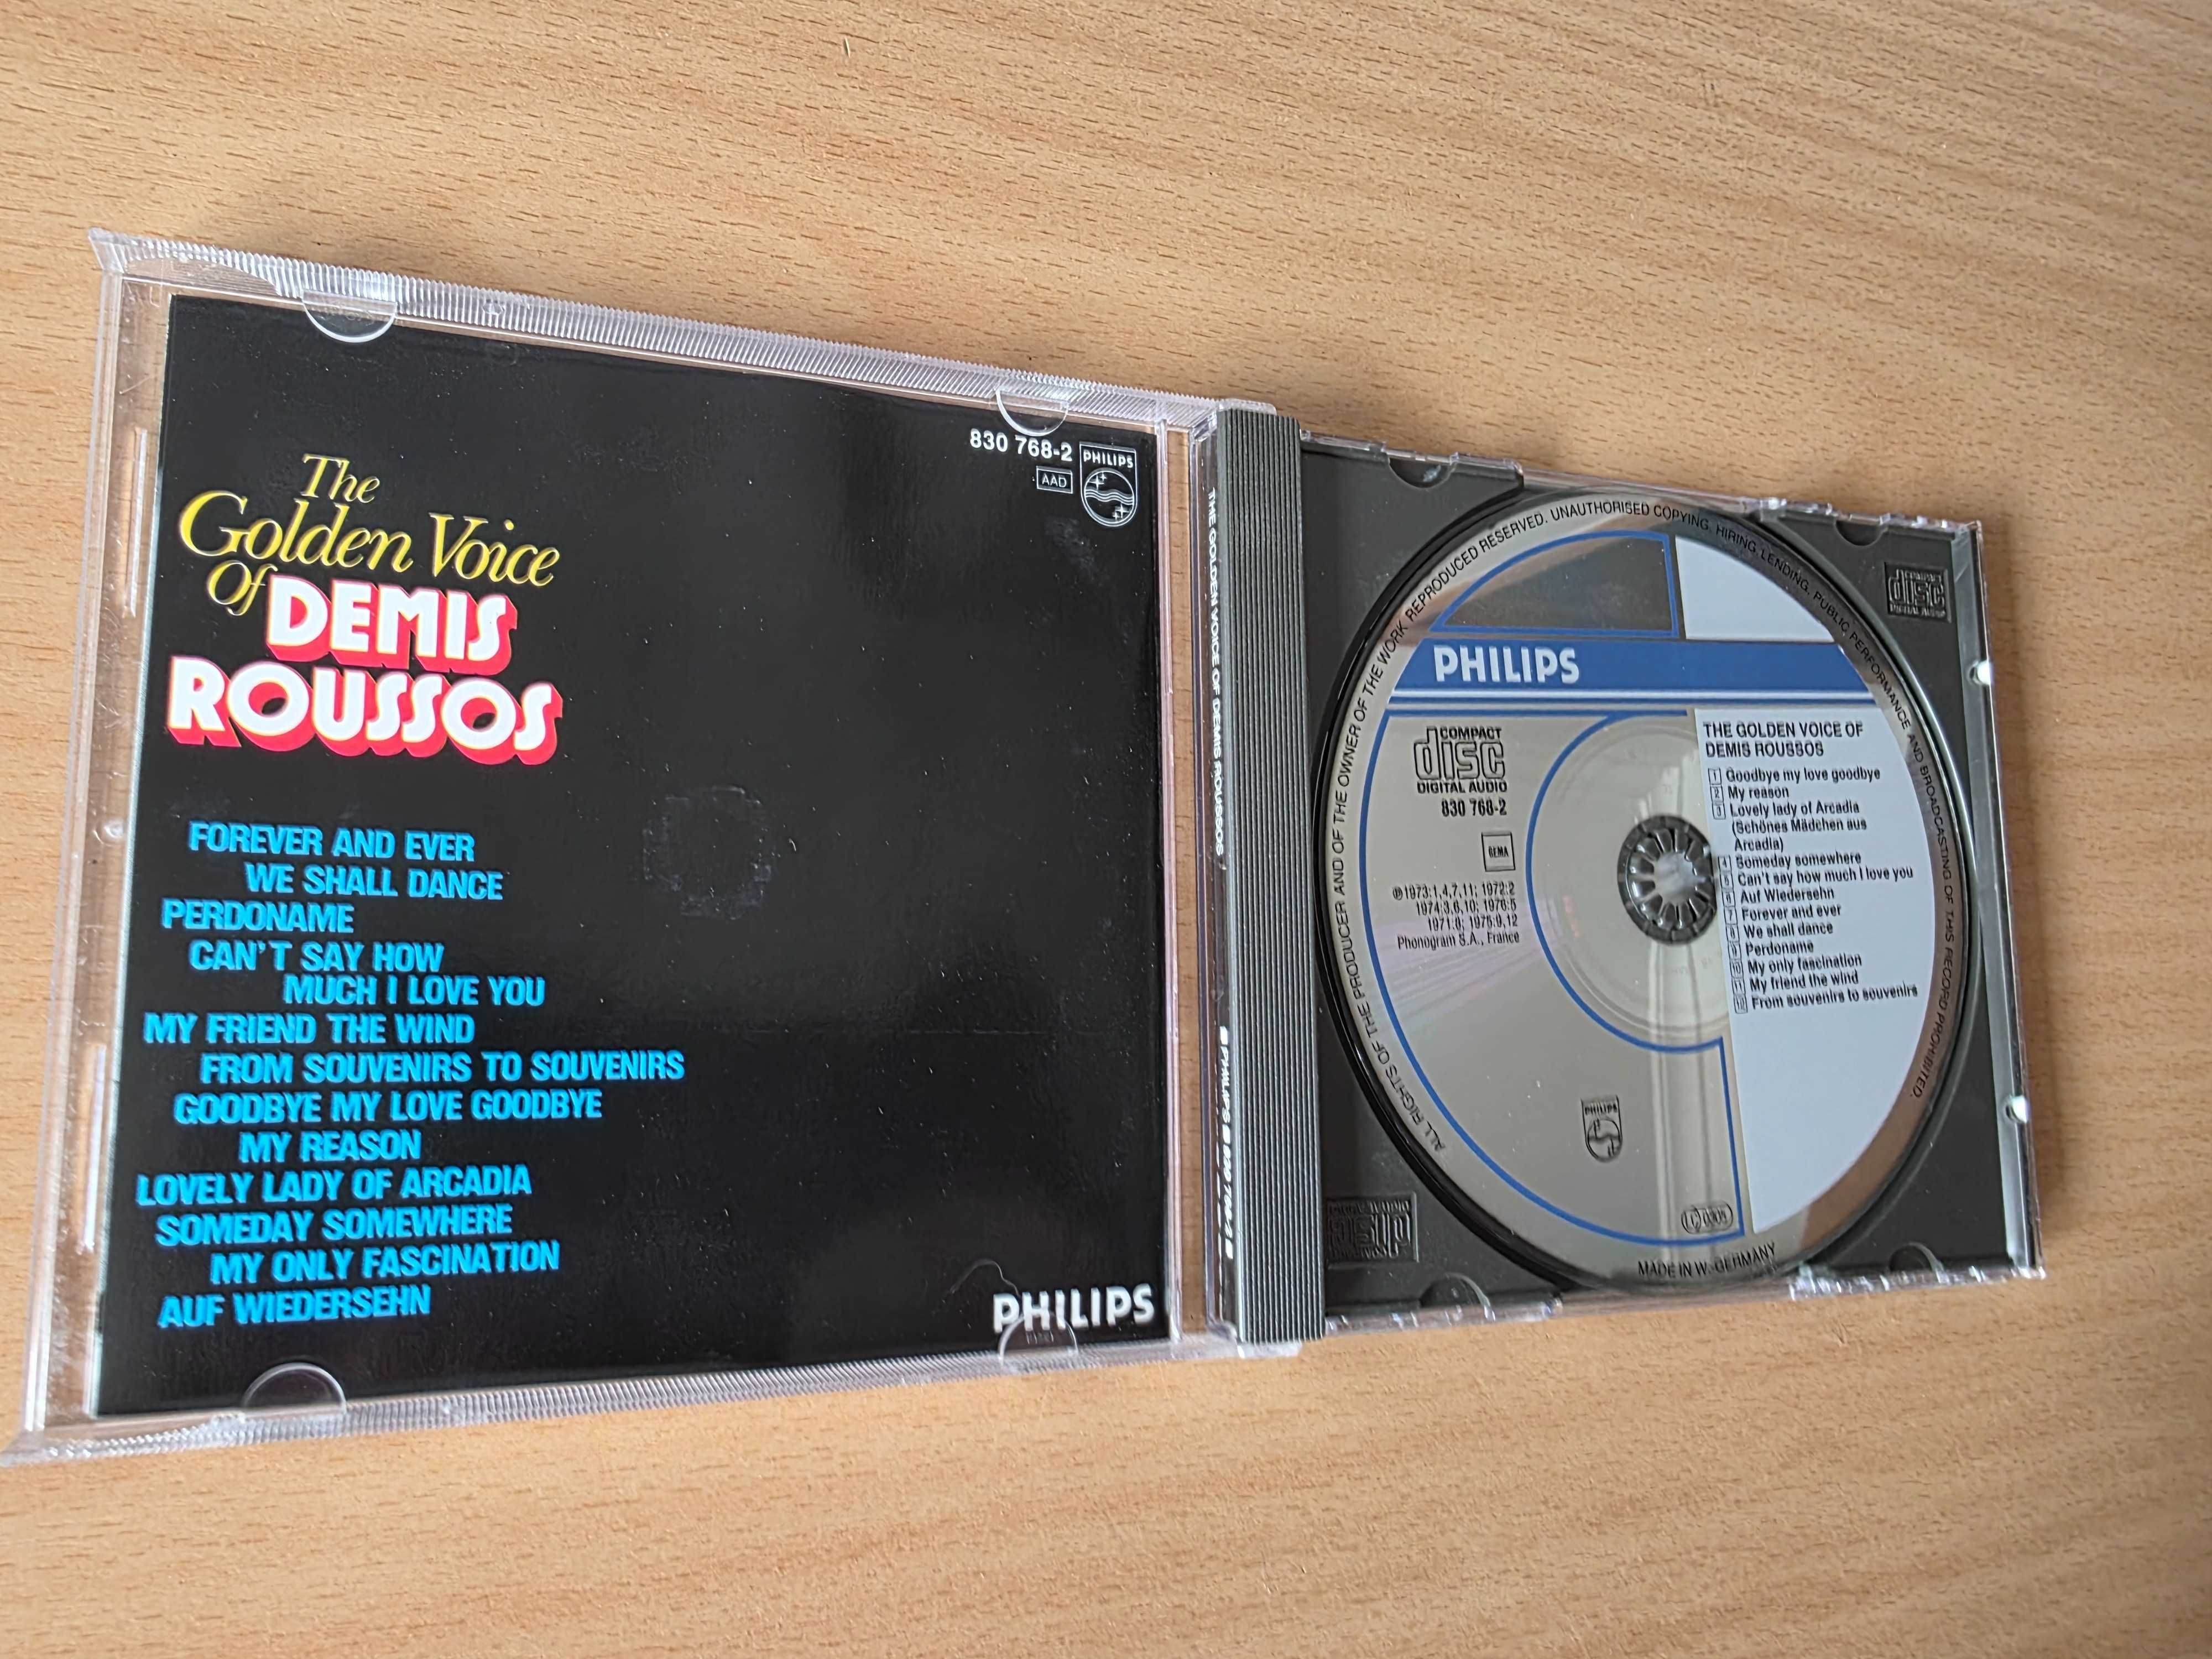 830 768-2
PHILIPS
AAD
The
Golden Voice
Of DEMIS
ROUSSOS
FOREVER AND EVER
WE SHALL DANCE
PERDONAME
CAN'T SAY HOW
MUCH I LOVE YOU
MY FRIEND THE WIND
FROM SOUVENIRS TO SOUVENIRS
GOODBYE MY LOVE GOODBYE
MY REASON
LOVELY LADY OF ARCADIA
SOMEDAY SOMEWHERE
MY ONLY FASCINATION
AUF WIEDERSEHN
PHILIPS
THE GOLDEN VOICE OF DEMIS ROUSSOS
PHILIPS
ALL RIGHTS OF THE PRODUCER AND OF THE OWNER OF THE WORK REPRODUCED RESERVED. UNAUTHORISED COPYING, HIRING, LENDING, PUBLIC PERFORMANCE AND BROADCASTING OF THIS RECORD PROHIBITED.
PHILIPS
COMPACT
disc
DIGITAL AUDIO
830 768-2
GEMA
℗1973:1,4,7,11; 1972:2
1974:3,6,10; 1976:5
1971:8; 1975:9,12
Phonogram S.A., France
THE GOLDEN VOICE OF
DEMIS ROUSSOS
1 Goodbye my love goodbye
2 My reason
3 Lovely lady of Arcadia
(Schönes Mädchen aus
Arcadia)
4 Someday somewhere
5 Can't say how much I love you
6 Auf Wiedersehn
7 Forever and ever
8 We shall dance
9 Perdoname
10 My only fascination
11 My friend the wind
12 From souvenirs to souvenirs
PHILIPS
LC 0305
MADE IN W. GERMANY
COMPACT
disc
DIGITAL AUDIO